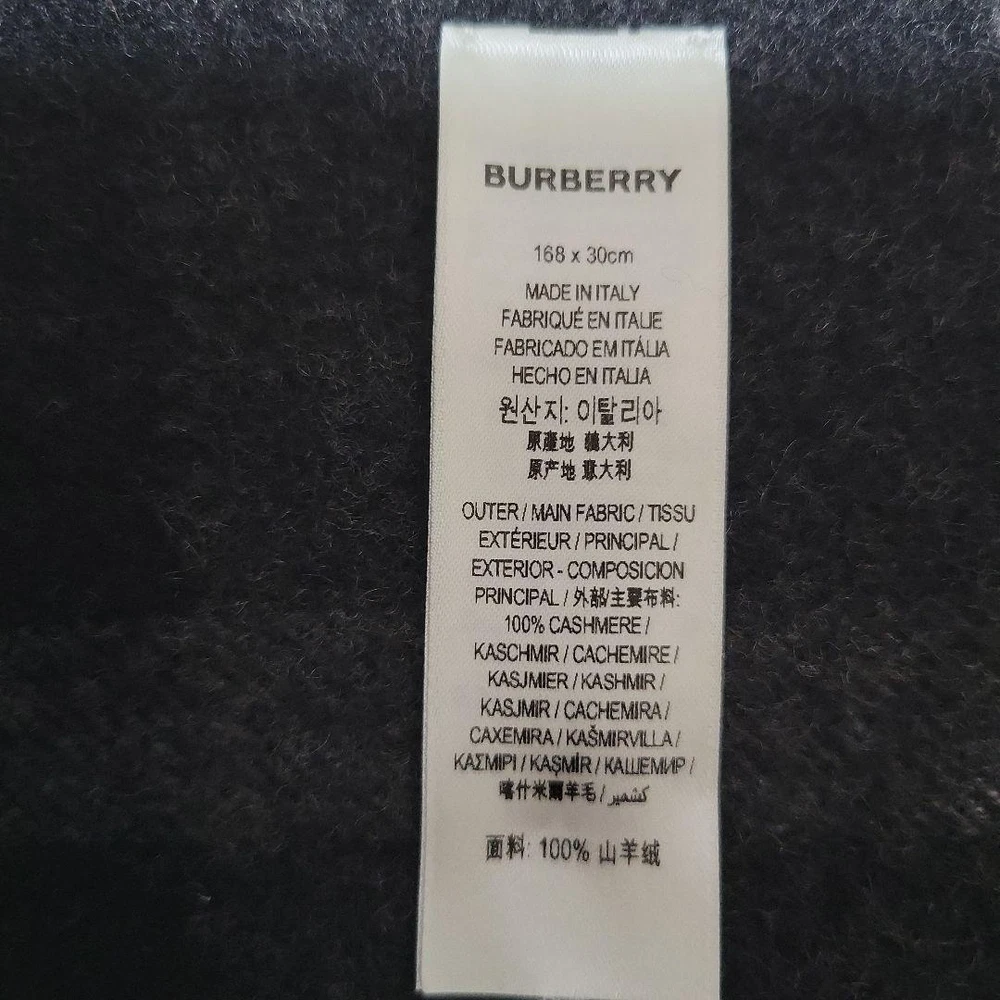 BURBERRY
168 x 30cm
MADE IN ITALY
FABRIQUÉ EN ITALIE
FABRICADO EM ITÁLIA
HECHO EN ITALIA
원산지: 이탈리아
原產地 義大利
原产地 意大利
OUTER / MAIN FABRIC / TISSU
EXTÉRIEUR / PRINCIPAL /
EXTERIOR - COMPOSICION
PRINCIPAL / 外部/主要布料:
100% CASHMERE /
KASCHMIR / CACHEMIRE /
KASJMIER / KASHMIR /
KASJMIR / CACHEMIRA /
CAXEMIRA / KAŠMIRVILLA /
ΚΑΣΜΙΡΙ / KAŞMİR / КАШЕМИР /
喀什米爾羊毛 / كشمير
面料: 100% 山羊绒